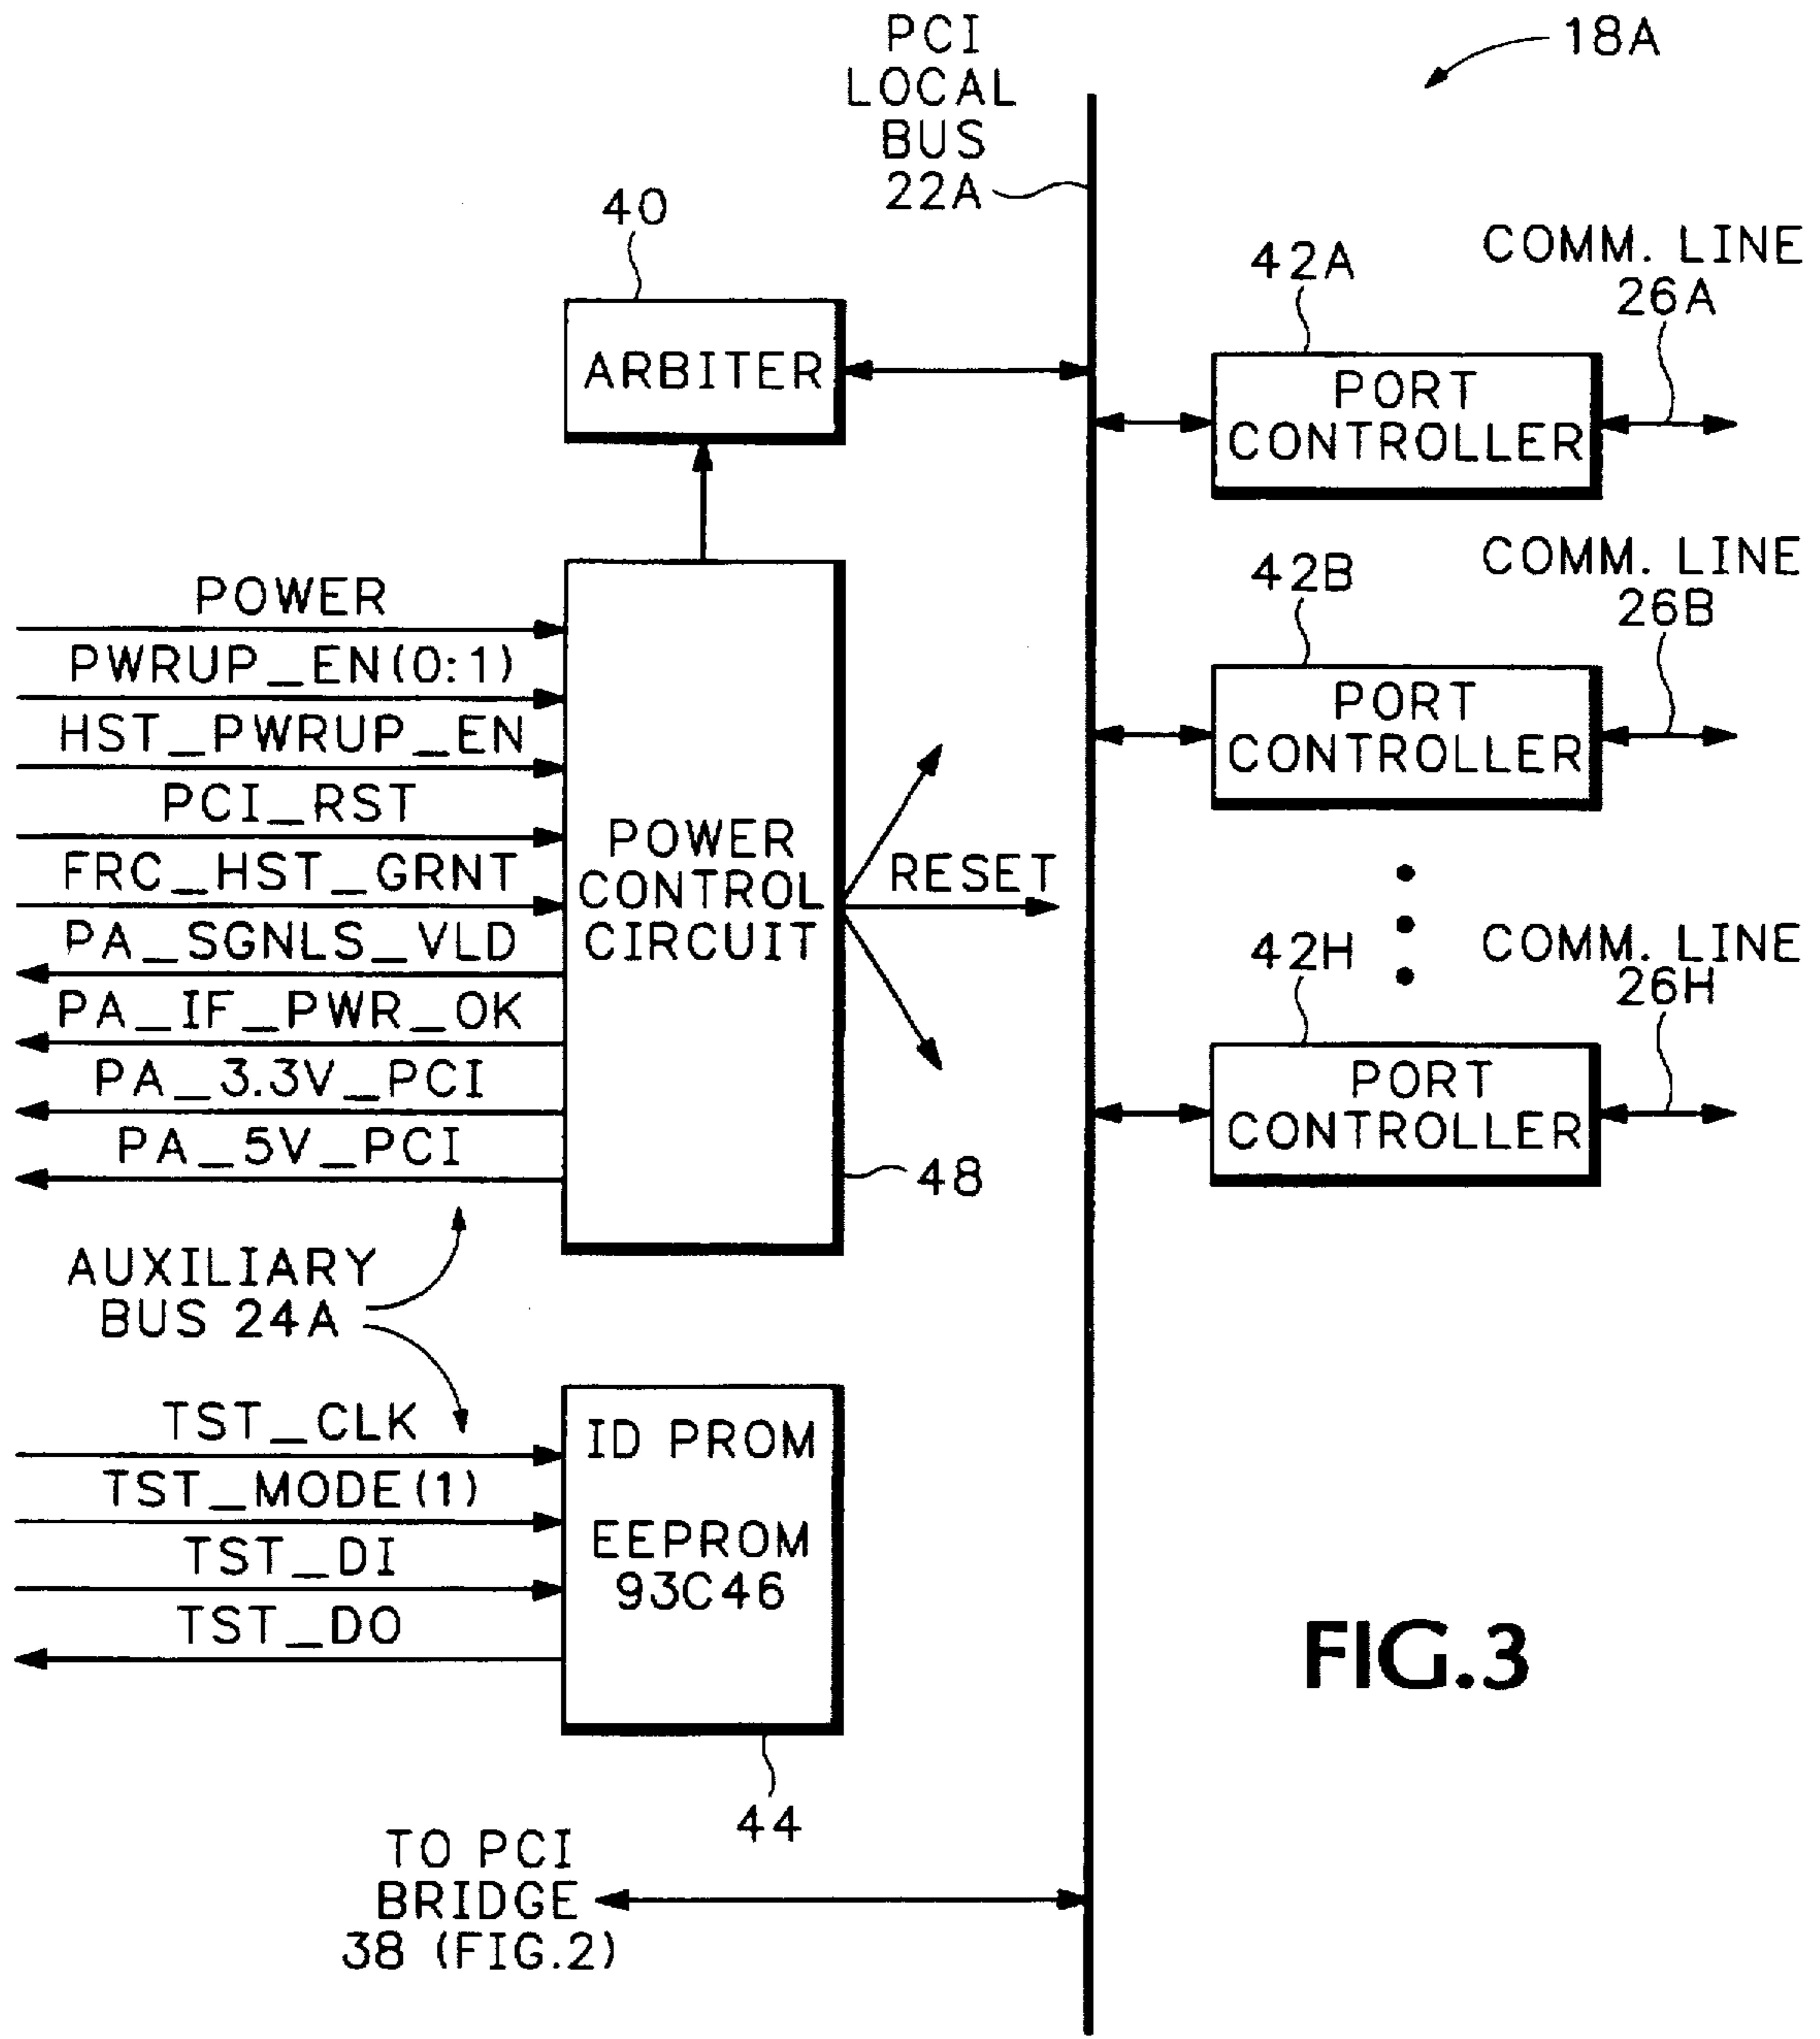 PCI
LOCAL
BUS
22A
18A
40
ARBITER
42A
COMM. LINE
26A
PORT
CONTROLLER
42B
COMM. LINE
26B
PORT
CONTROLLER
42H
COMM. LINE
26H
PORT
CONTROLLER
POWER
PWRUP_EN(0:1)
HST_PWRUP_EN
PCI_RST
FRC_HST_GRNT
PA_SGNLS_VLD
PA_IF_PWR_OK
PA_3.3V_PCI
PA_5V_PCI
POWER
CONTROL
CIRCUIT
RESET
48
AUXILIARY
BUS 24A
TST_CLK
TST_MODE(1)
TST_DI
TST_DO
ID PROM
EEPROM
93C46
44
TO PCI
BRIDGE
38 (FIG.2)
FIG.3